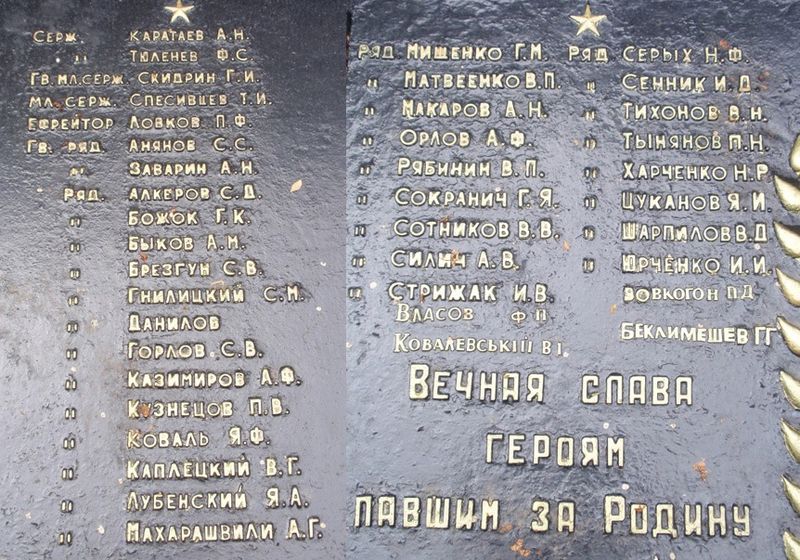 Серж. Каратаев А.Н.
" Тюленев Ф.С.
Гв.мл.серж. Скидрин Г.И.
Мл. серж. Спесивцев Т.И.
Ефрейтор Ловков П.Ф.
Гв. ряд. Анянов С.С.
" Заварин А.Н.
Ряд. Алкеров С.Д.
" Божок Г.К.
" Быков А.М.
" Брезгун С.В.
" Гнилицкий С.М.
" Данилов
" Горлов С.В.
" Казимиров А.Ф.
" Кузнецов П.В.
" Коваль Я.Ф.
" Каплецкий В.Г.
" Лубенский Я.А.
" Махарашвили А.Г.
Ряд Мищенко Г.М.
" Матвеенко В.П.
" Макаров А.Н.
" Орлов А.Ф.
" Рябинин В.П.
" Сокранич Г.Я.
" Сотников В.В.
" Силич А.В.
" Стрижак И.В.
Власов Ф П
Ковалевський В І.
Ряд Серых Н.Ф.
" Сенник И.Д
" Тихонов В.Н.
" Тынянов П.Н.
" Харченко Н.Р
" Цуканов Я.И.
" Шарпилов В.Д
" Юрченко И.И.
Вовкогон П.Д
Беклимешев Г Г
Вечная слава
героям
павшим за Родину